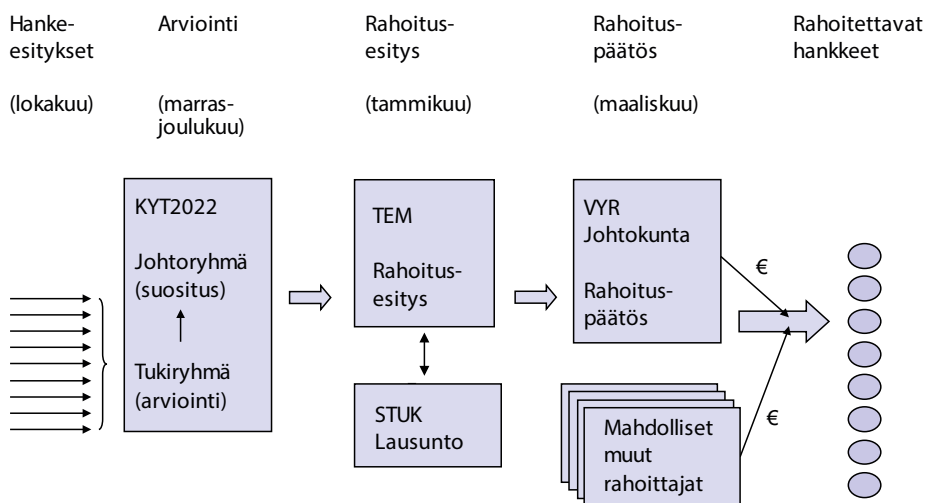 Hanke-
esitykset
(lokakuu)
Arviointi
(marras-
joulukuu)
Rahoitus-
esitys
(tammikuu)
Rahoitus-
päätös
(maaliskuu)
Rahoitettavat
hankkeet
KYT2022
Johtoryhmä
(suositus)
Tukiryhmä
(arviointi)
TEM
Rahoitus-
esitys
STUK
Lausunto
VYR
Johtokunta
Rahoitus-
päätös
€
€
Mahdolliset
muut
rahoittajat